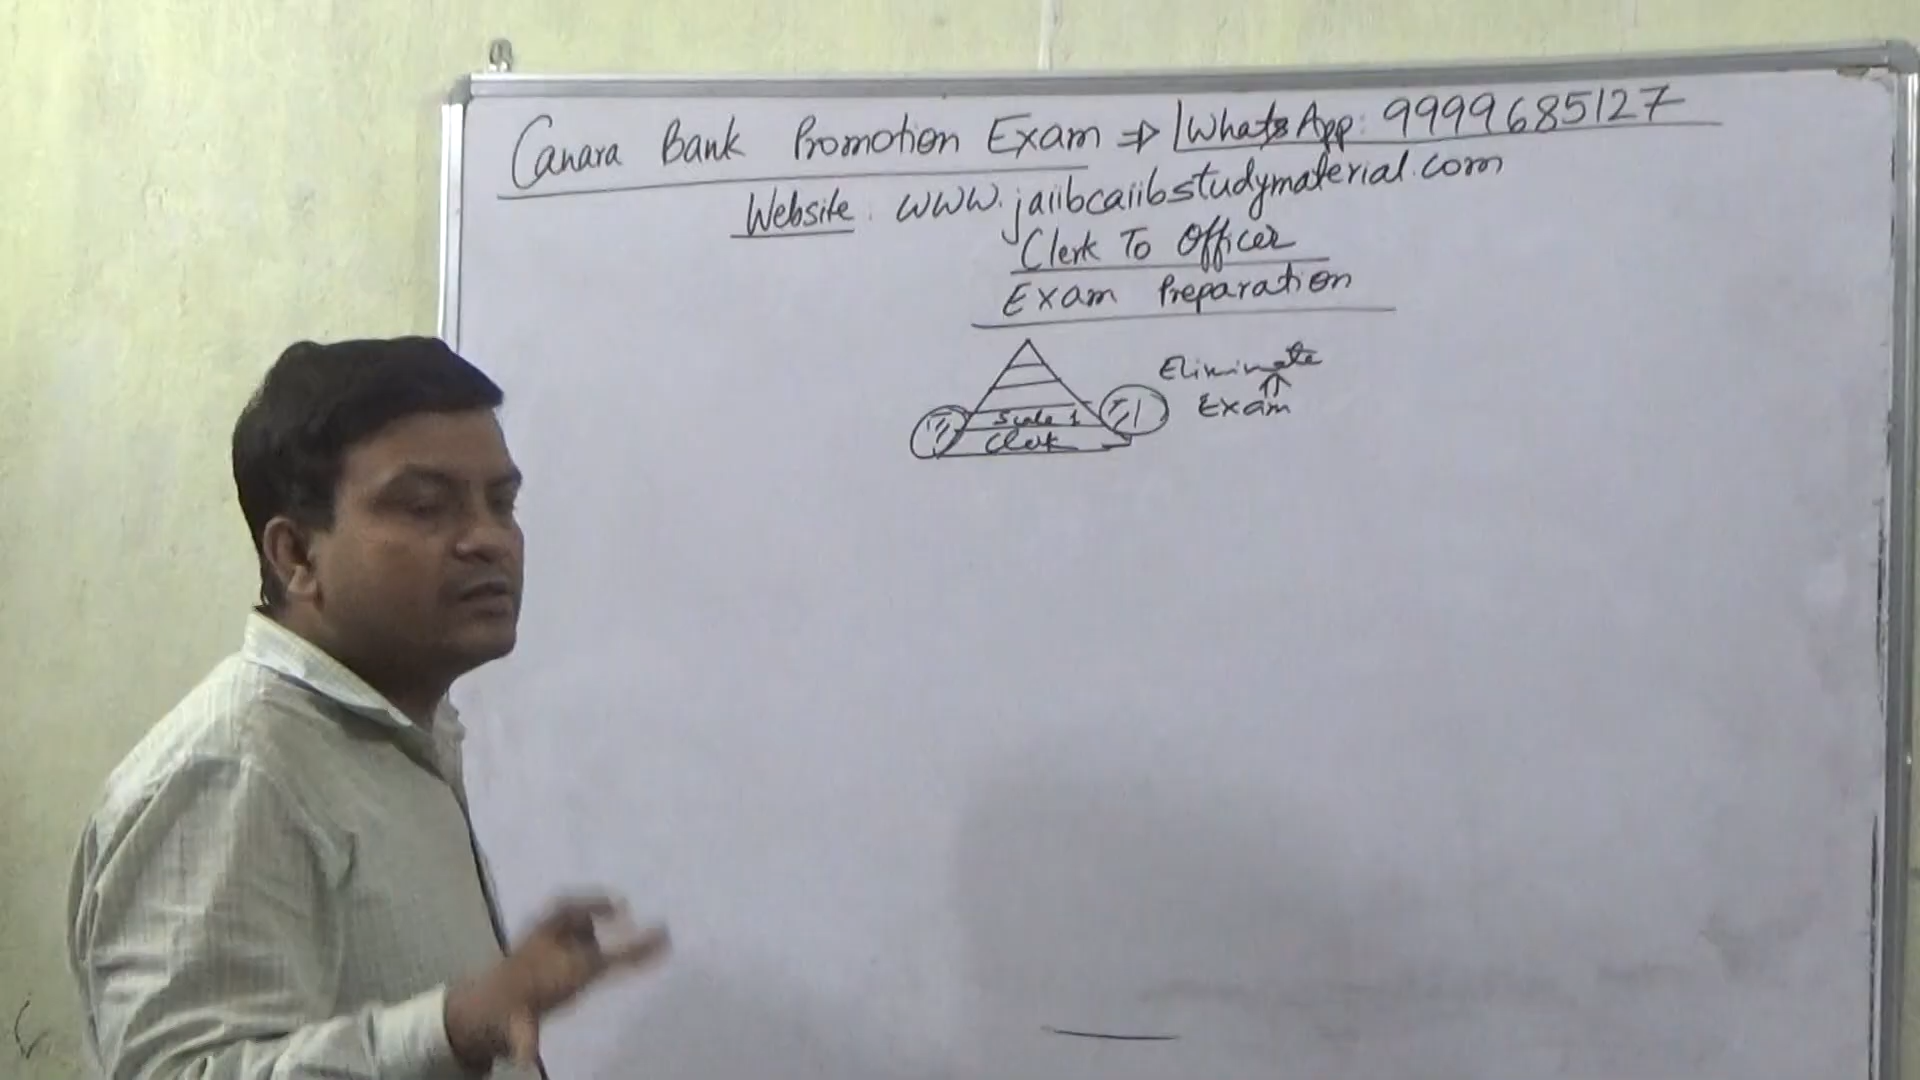 Canara Bank Promotion Exam ⇒ WhatsApp: 9999685127
Website: www.jaiibcaiibstudymaterial.com
Clerk To Officer
Exam Preparation
Eliminate
Exam
Scale 1
Clerk